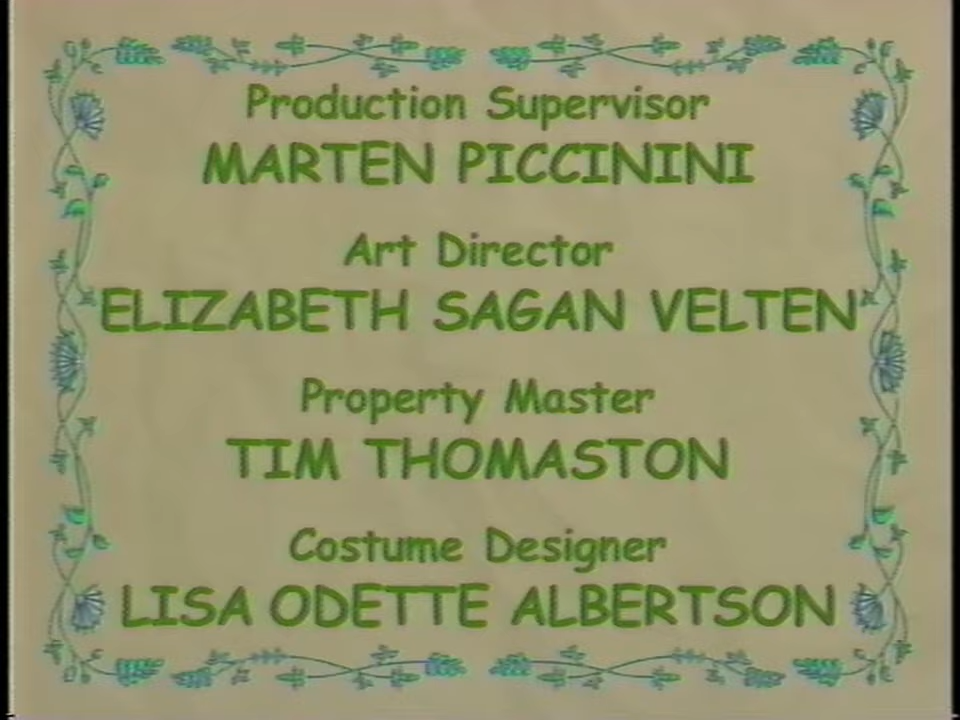 Production Supervisor
MARTEN PICCININI
Art Director
ELIZABETH SAGAN VELTEN
Property Master
TIM THOMASTON
Costume Designer
LISA ODETTE ALBERTSON